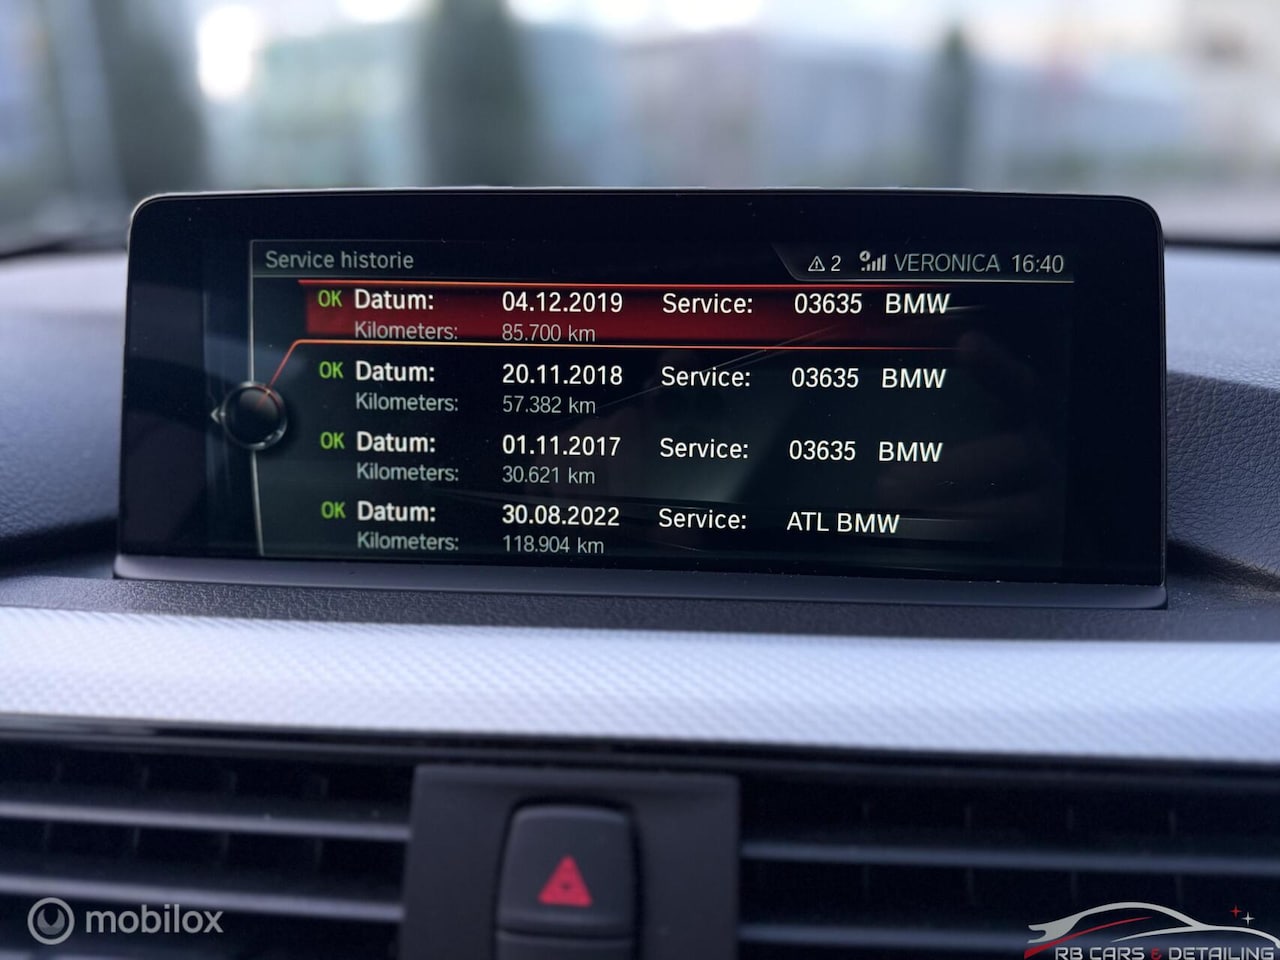 Service historie
2 VERONICA 16:40
OK Datum: 04.12.2019 Service: 03635 BMW
Kilometers: 85.700 km
OK Datum: 20.11.2018 Service: 03635 BMW
Kilometers: 57.382 km
OK Datum: 01.11.2017 Service: 03635 BMW
Kilometers: 30.621 km
OK Datum: 30.08.2022 Service: ATL BMW
Kilometers: 118.904 km
mobilox
RB CARS & DETAILING